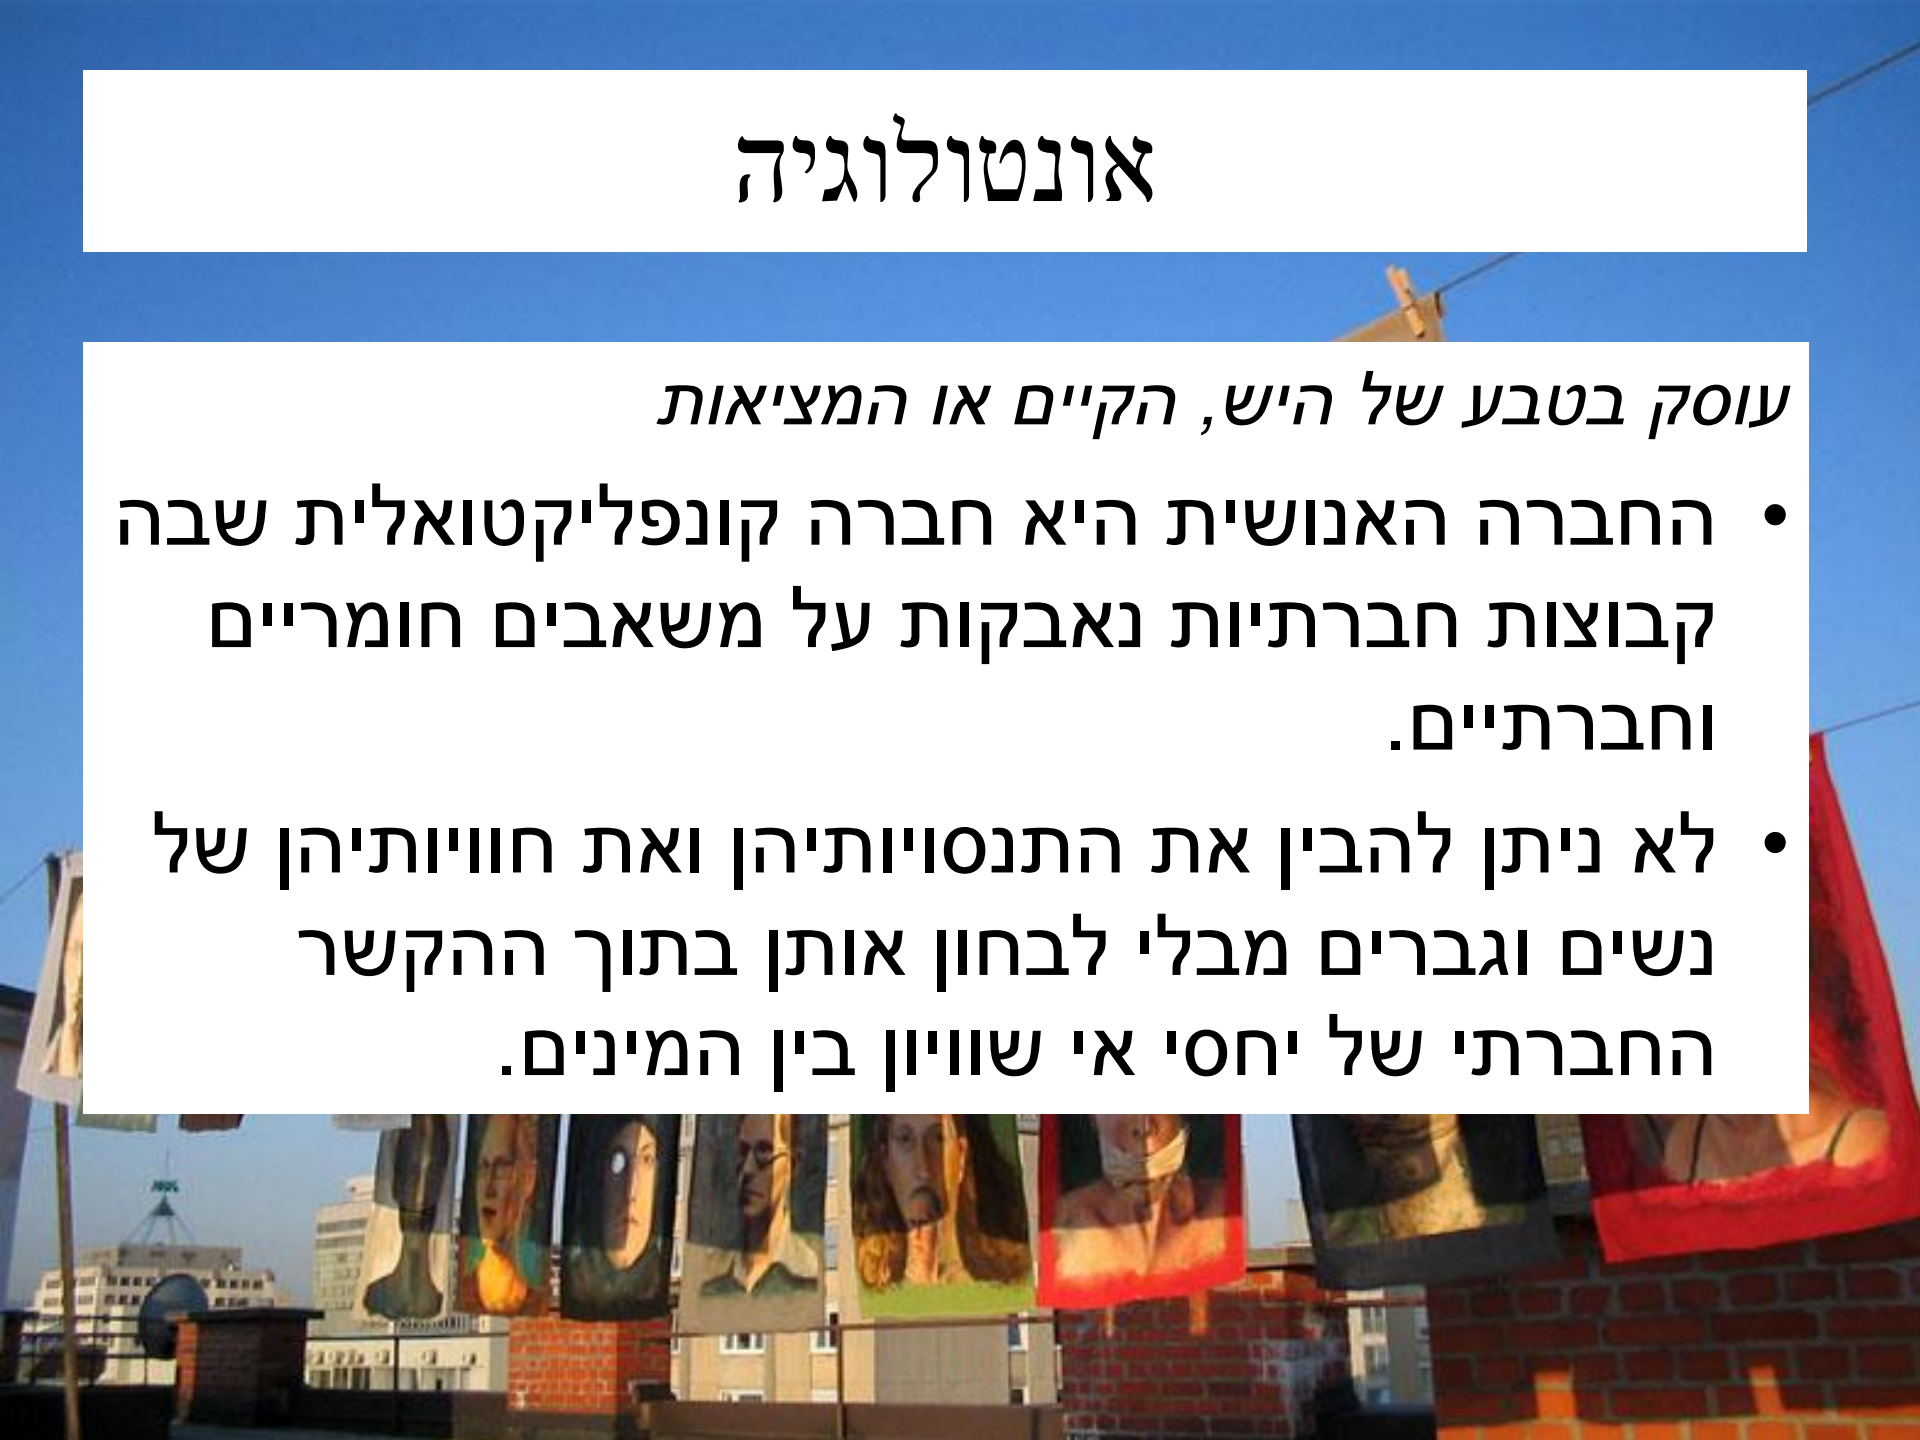 אונטולוגיה
עוסק בטבע של היש, הקיים או המציאות
• החברה האנושית היא חברה קונפליקטואלית שבה
קבוצות חברתיות נאבקות על משאבים חומריים
וחברתיים.
• לא ניתן להבין את התנסויותיהן ואת חוויותיהן של
נשים וגברים מבלי לבחון אותן בתוך ההקשר
החברתי של יחסי אי שוויון בין המינים.